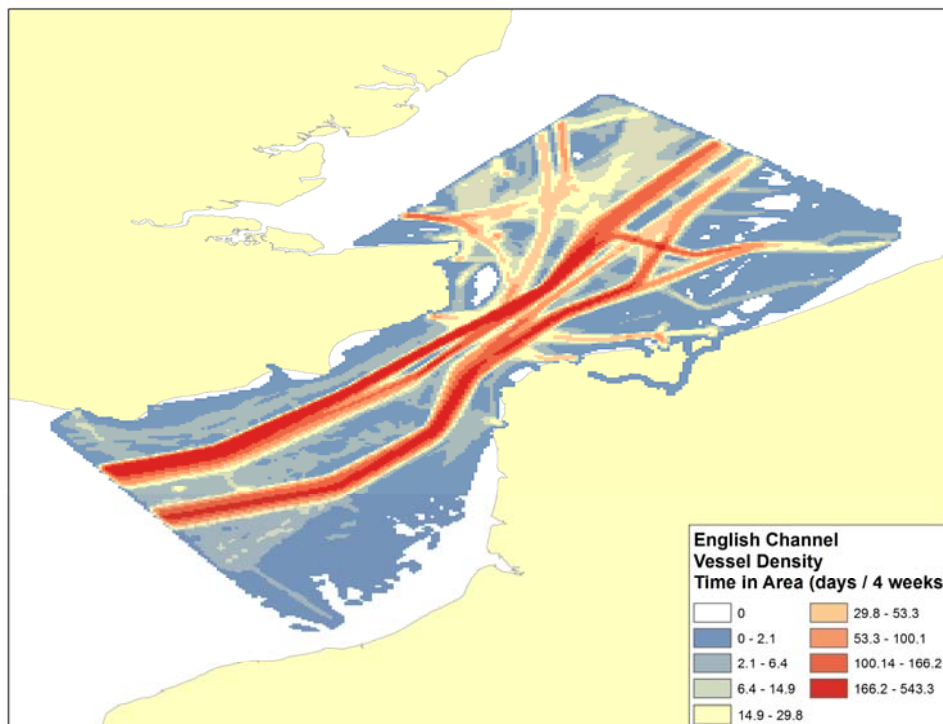 English Channel
Vessel Density
Time in Area (days / 4 weeks
0
0 - 2.1
2.1 - 6.4
6.4 - 14.9
14.9 - 29.8
29.8 - 53.3
53.3 - 100.1
100.14 - 166.2
166.2 - 543.3